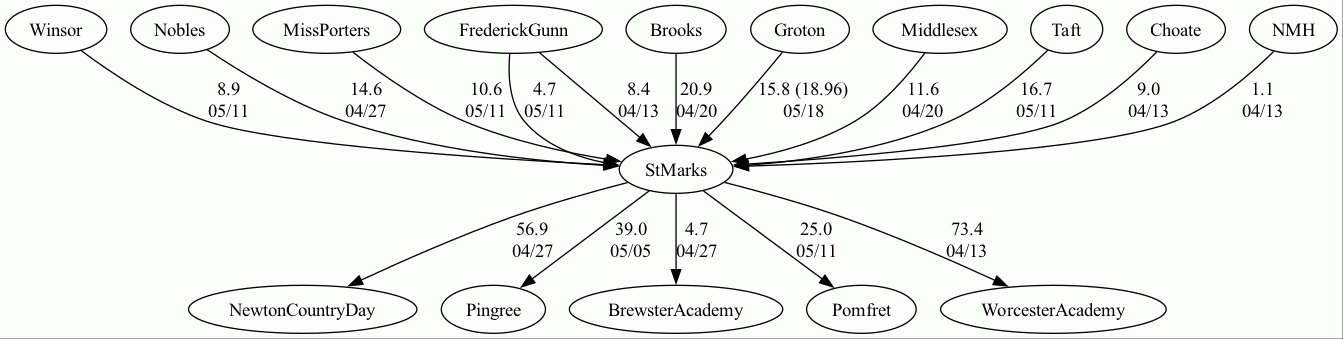 Winsor Nobles MissPorters FrederickGunn Brooks Groton Middlesex Taft Choate NMH
8.9 14.6 10.6 4.7 8.4 20.9 15.8 (18.96) 11.6 16.7 9.0 1.1
05/11 04/27 05/11 05/11 04/13 04/20 05/18 04/20 05/11 04/13 04/13
StMarks
56.9 39.0 4.7 25.0 73.4
04/27 05/05 04/27 05/11 04/13
NewtonCountryDay Pingree BrewsterAcademy Pomfret WorcesterAcademy